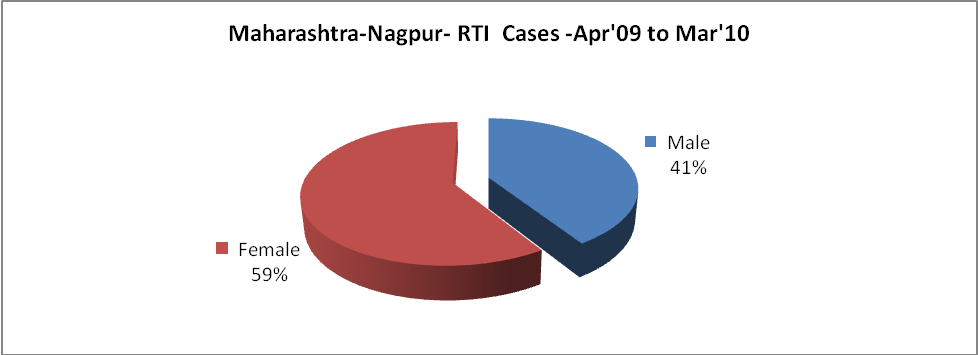 Maharashtra-Nagpur- RTI  Cases -Apr'09 to Mar'10
Male
41%
Female
59%